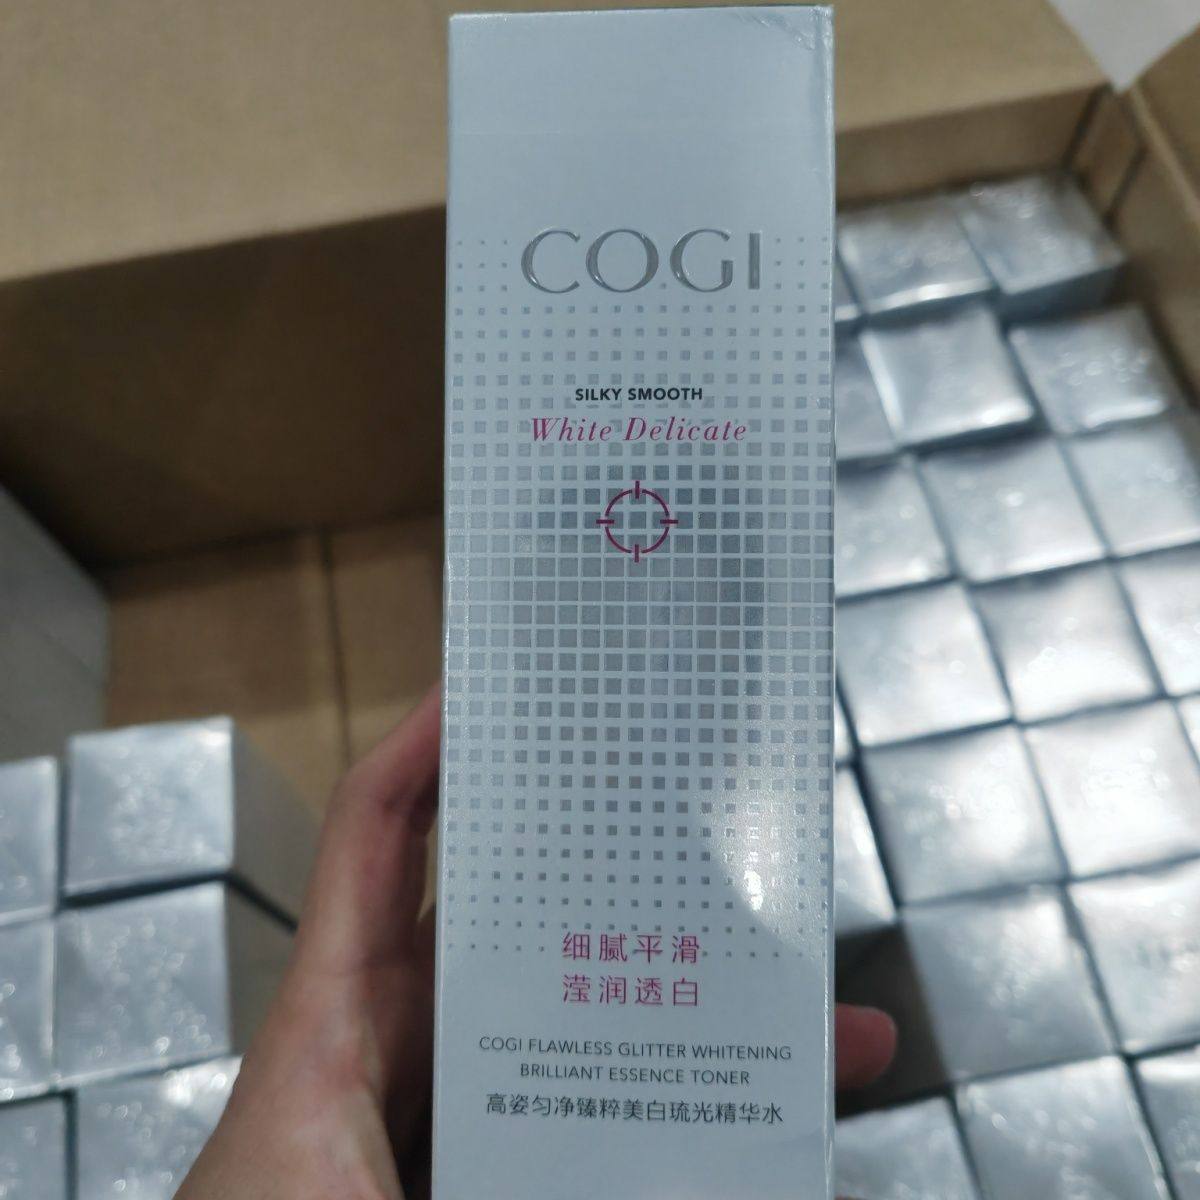 COGI
SILKY SMOOTH
White Delicate
细腻平滑
滢润透白
COGI FLAWLESS GLITTER WHITENING
BRILLIANT ESSENCE TONER
高姿匀净臻粹美白琉光精华水